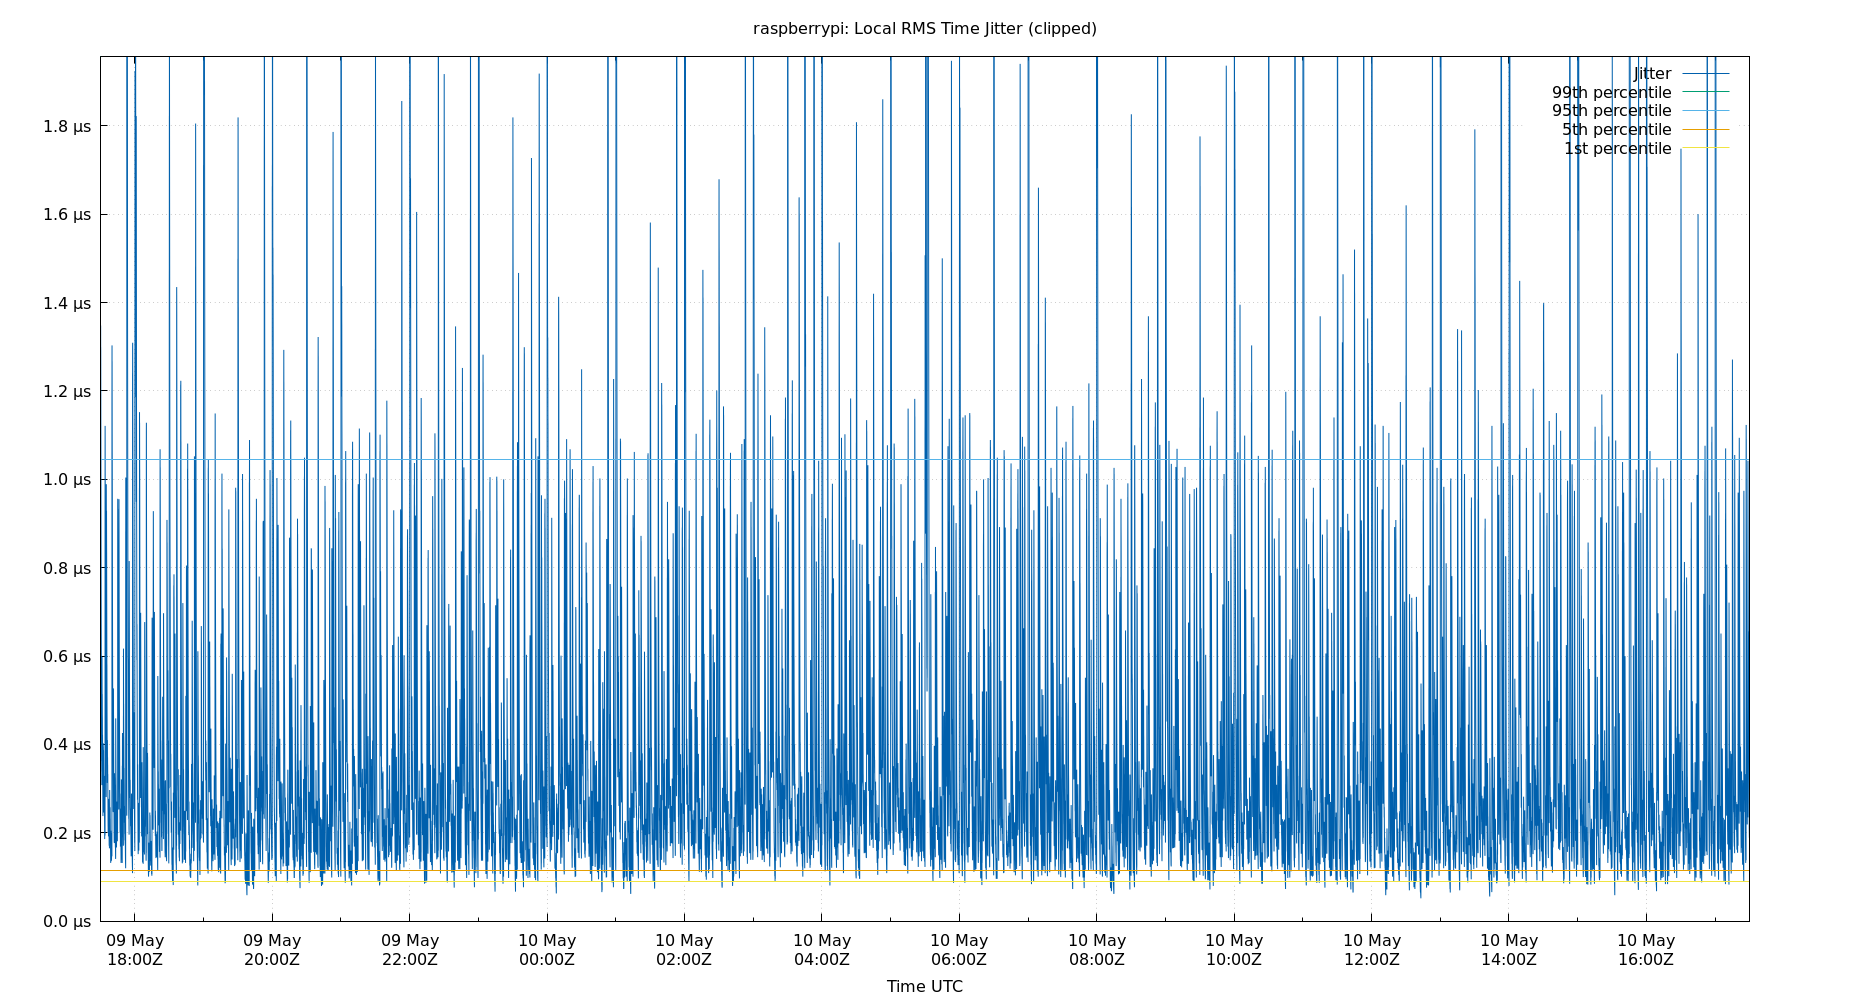 raspberrypi: Local RMS Time Jitter (clipped)
Jitter
99th percentile
95th percentile
5th percentile
1st percentile
1.8 µs
1.6 µs
1.4 µs
1.2 µs
1.0 µs
0.8 µs
0.6 µs
0.4 µs
0.2 µs
0.0 µs
09 May 09 May 09 May 10 May 10 May 10 May 10 May 10 May 10 May 10 May 10 May 10 May
18:00Z 20:00Z 22:00Z 00:00Z 02:00Z 04:00Z 06:00Z 08:00Z 10:00Z 12:00Z 14:00Z 16:00Z
Time UTC